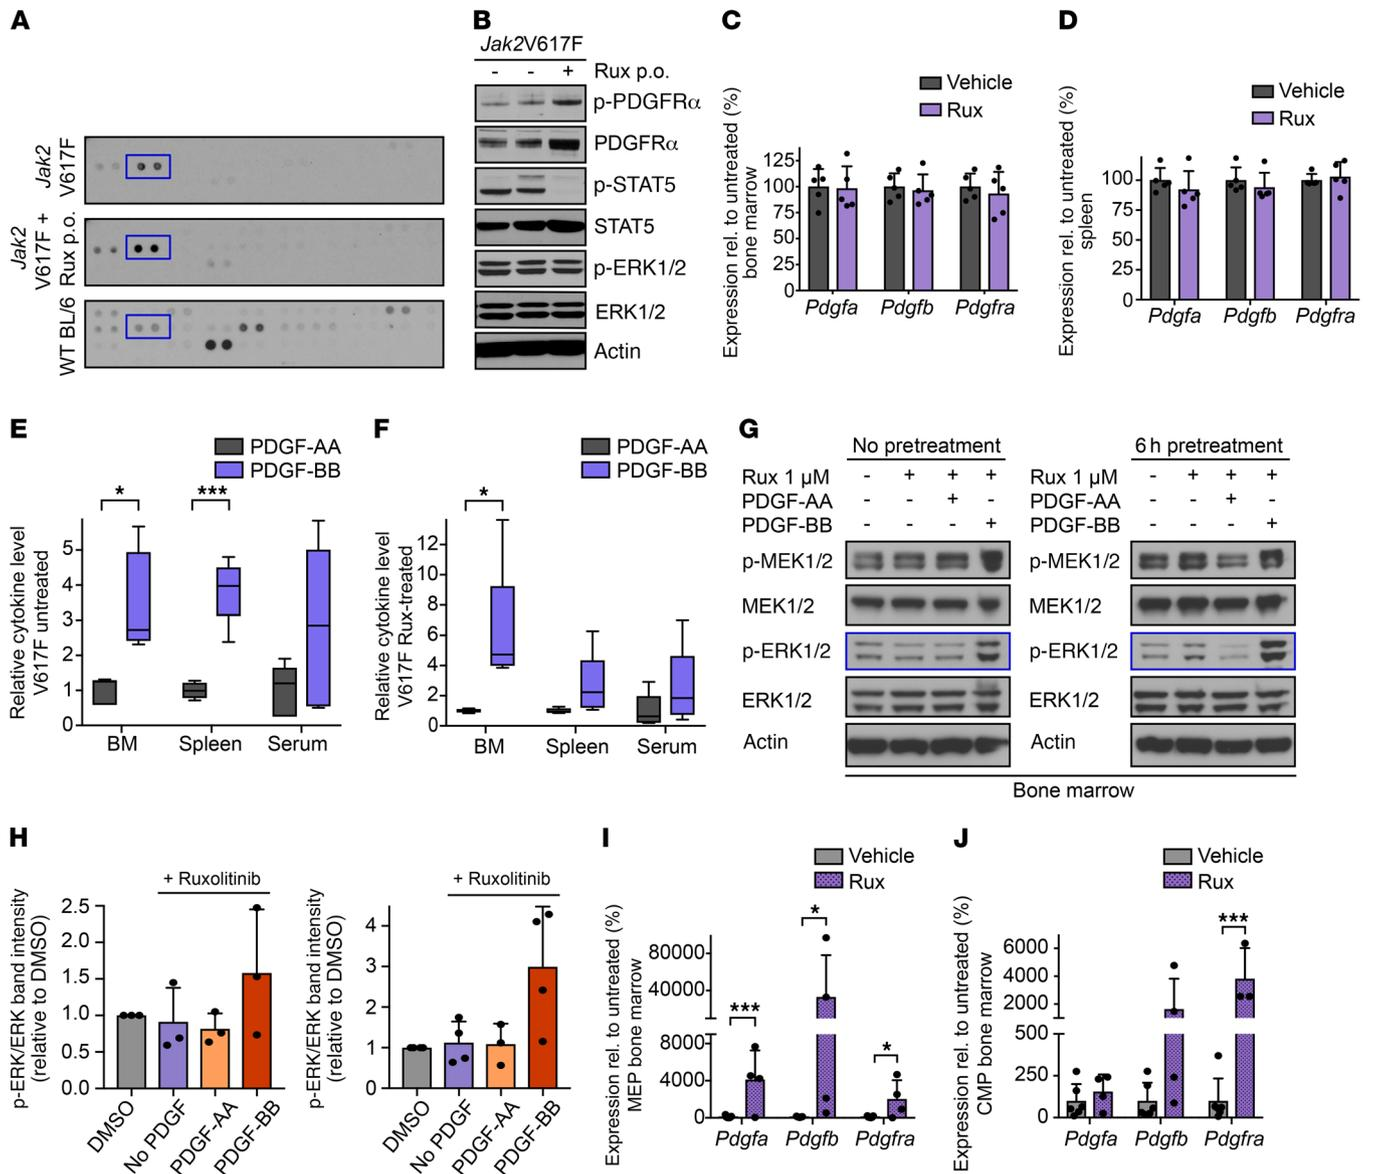 A
Jak2
V617F
Jak2
V617F +
Rux p.o.
WT BL/6
B
Jak2V617F
- - + Rux p.o.
p-PDGFRα
PDGFRα
p-STAT5
STAT5
p-ERK1/2
ERK1/2
Actin
C
Vehicle
Rux
Expression rel. to untreated (%)
bone marrow
125
100
75
50
25
0
Pdgfa Pdgfb Pdgfra
D
Vehicle
Rux
Expression rel. to untreated (%)
spleen
100
75
50
25
0
Pdgfa Pdgfb Pdgfra
E
PDGF-AA
PDGF-BB
* ***
Relative cytokine level
V617F untreated
5
4
3
2
1
0
BM Spleen Serum
F
PDGF-AA
PDGF-BB
*
Relative cytokine level
V617F Rux-treated
12
10
8
6
4
2
0
BM Spleen Serum
G
No pretreatment
Rux 1 µM - + + +
PDGF-AA - - + -
PDGF-BB - - - +
p-MEK1/2
MEK1/2
p-ERK1/2
ERK1/2
Actin
6 h pretreatment
Rux 1 µM - + + +
PDGF-AA - - + -
PDGF-BB - - - +
p-MEK1/2
MEK1/2
p-ERK1/2
ERK1/2
Actin
Bone marrow
H
+ Ruxolitinib
p-ERK/ERK band intensity
(relative to DMSO)
2.5
2.0
1.5
1.0
0.5
0.0
DMSO No PDGF PDGF-AA PDGF-BB
+ Ruxolitinib
p-ERK/ERK band intensity
(relative to DMSO)
4
3
2
1
0
DMSO No PDGF PDGF-AA PDGF-BB
I
Vehicle
Rux
Expression rel. to untreated (%)
MEP bone marrow
80000
40000
8000
4000
0
*** * *
Pdgfa Pdgfb Pdgfra
J
Vehicle
Rux
Expression rel. to untreated (%)
CMP bone marrow
6000
4000
2000
500
250
0
***
Pdgfa Pdgfb Pdgfra